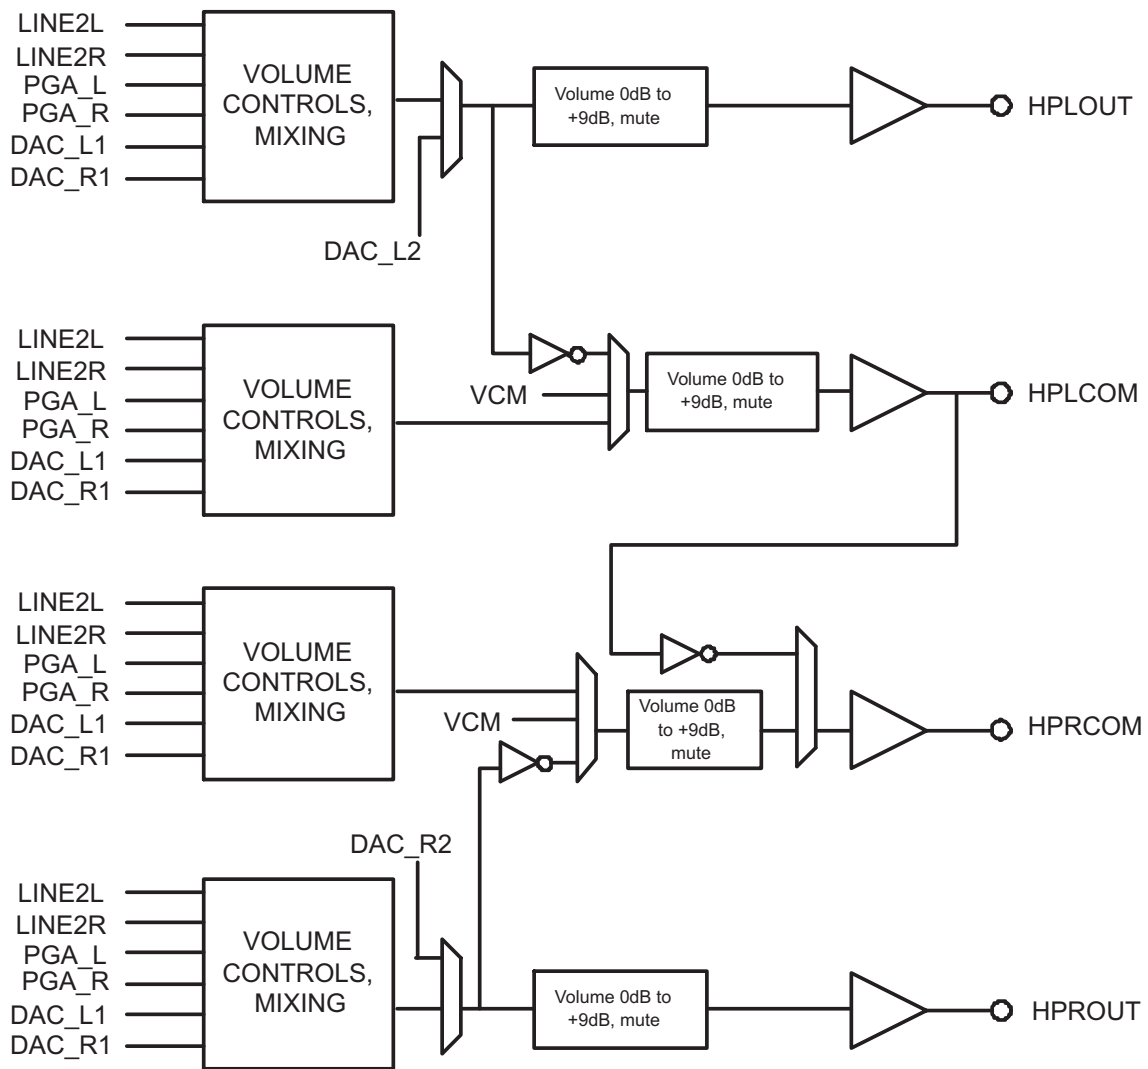 LINE2L
LINE2R
PGA_L
PGA_R
DAC_L1
DAC_R1
VOLUME
CONTROLS,
MIXING
DAC_L2
Volume 0dB to
+9dB, mute
HPLOUT
LINE2L
LINE2R
PGA_L
PGA_R
DAC_L1
DAC_R1
VOLUME
CONTROLS,
MIXING
VCM
Volume 0dB to
+9dB, mute
HPLCOM
LINE2L
LINE2R
PGA_L
PGA_R
DAC_L1
DAC_R1
VOLUME
CONTROLS,
MIXING
VCM
Volume 0dB
to +9dB,
mute
HPRCOM
DAC_R2
LINE2L
LINE2R
PGA_L
PGA_R
DAC_L1
DAC_R1
VOLUME
CONTROLS,
MIXING
Volume 0dB to
+9dB, mute
HPROUT